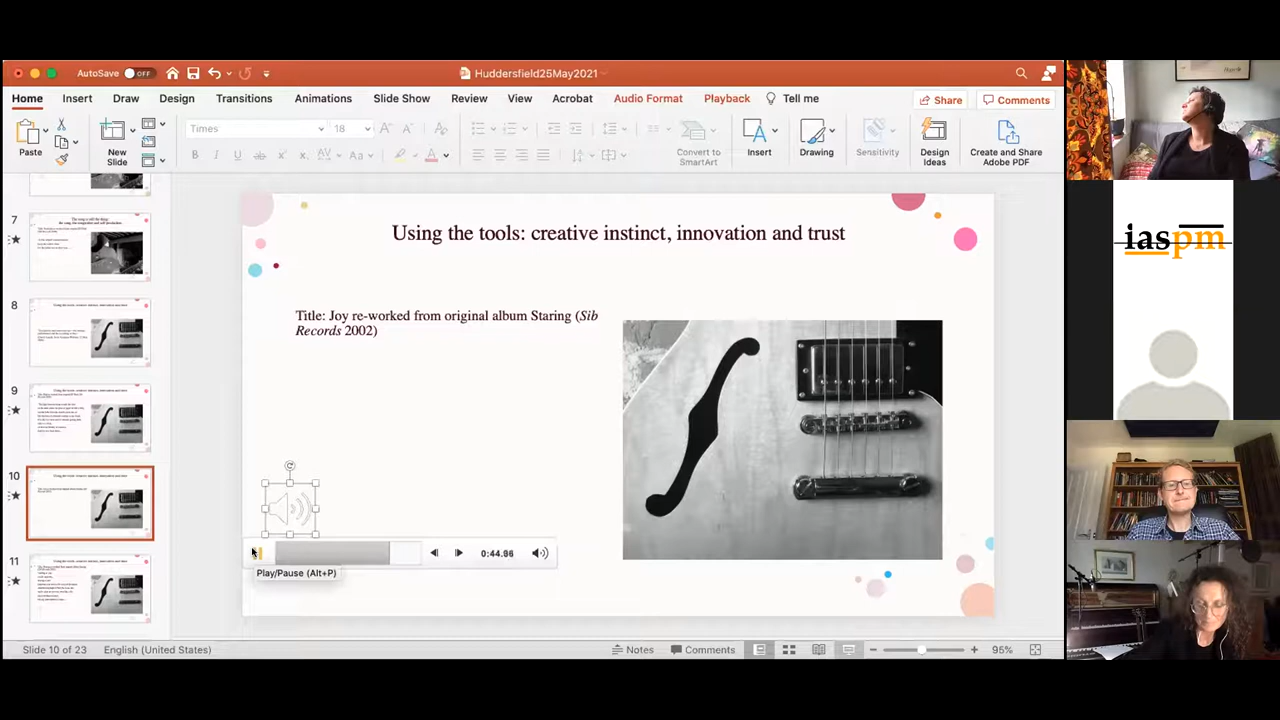 AutoSave OFF
Huddersfield25May2021
Home Insert Draw Design Transitions Animations Slide Show Review View Acrobat Audio Format Playback Tell me
Share Comments
Times 18
Paste New Slide Convert to SmartArt Insert Drawing Sensitivity Design Ideas Create and Share Adobe PDF
7
8
9
10
11
Using the tools: creative instinct, innovation and trust
Title: Joy re-worked from original album Staring (Sib
Records 2002)
0:44.86
Play/Pause (Alt+P)
iaspm
Slide 10 of 23 English (United States) Notes Comments 95%